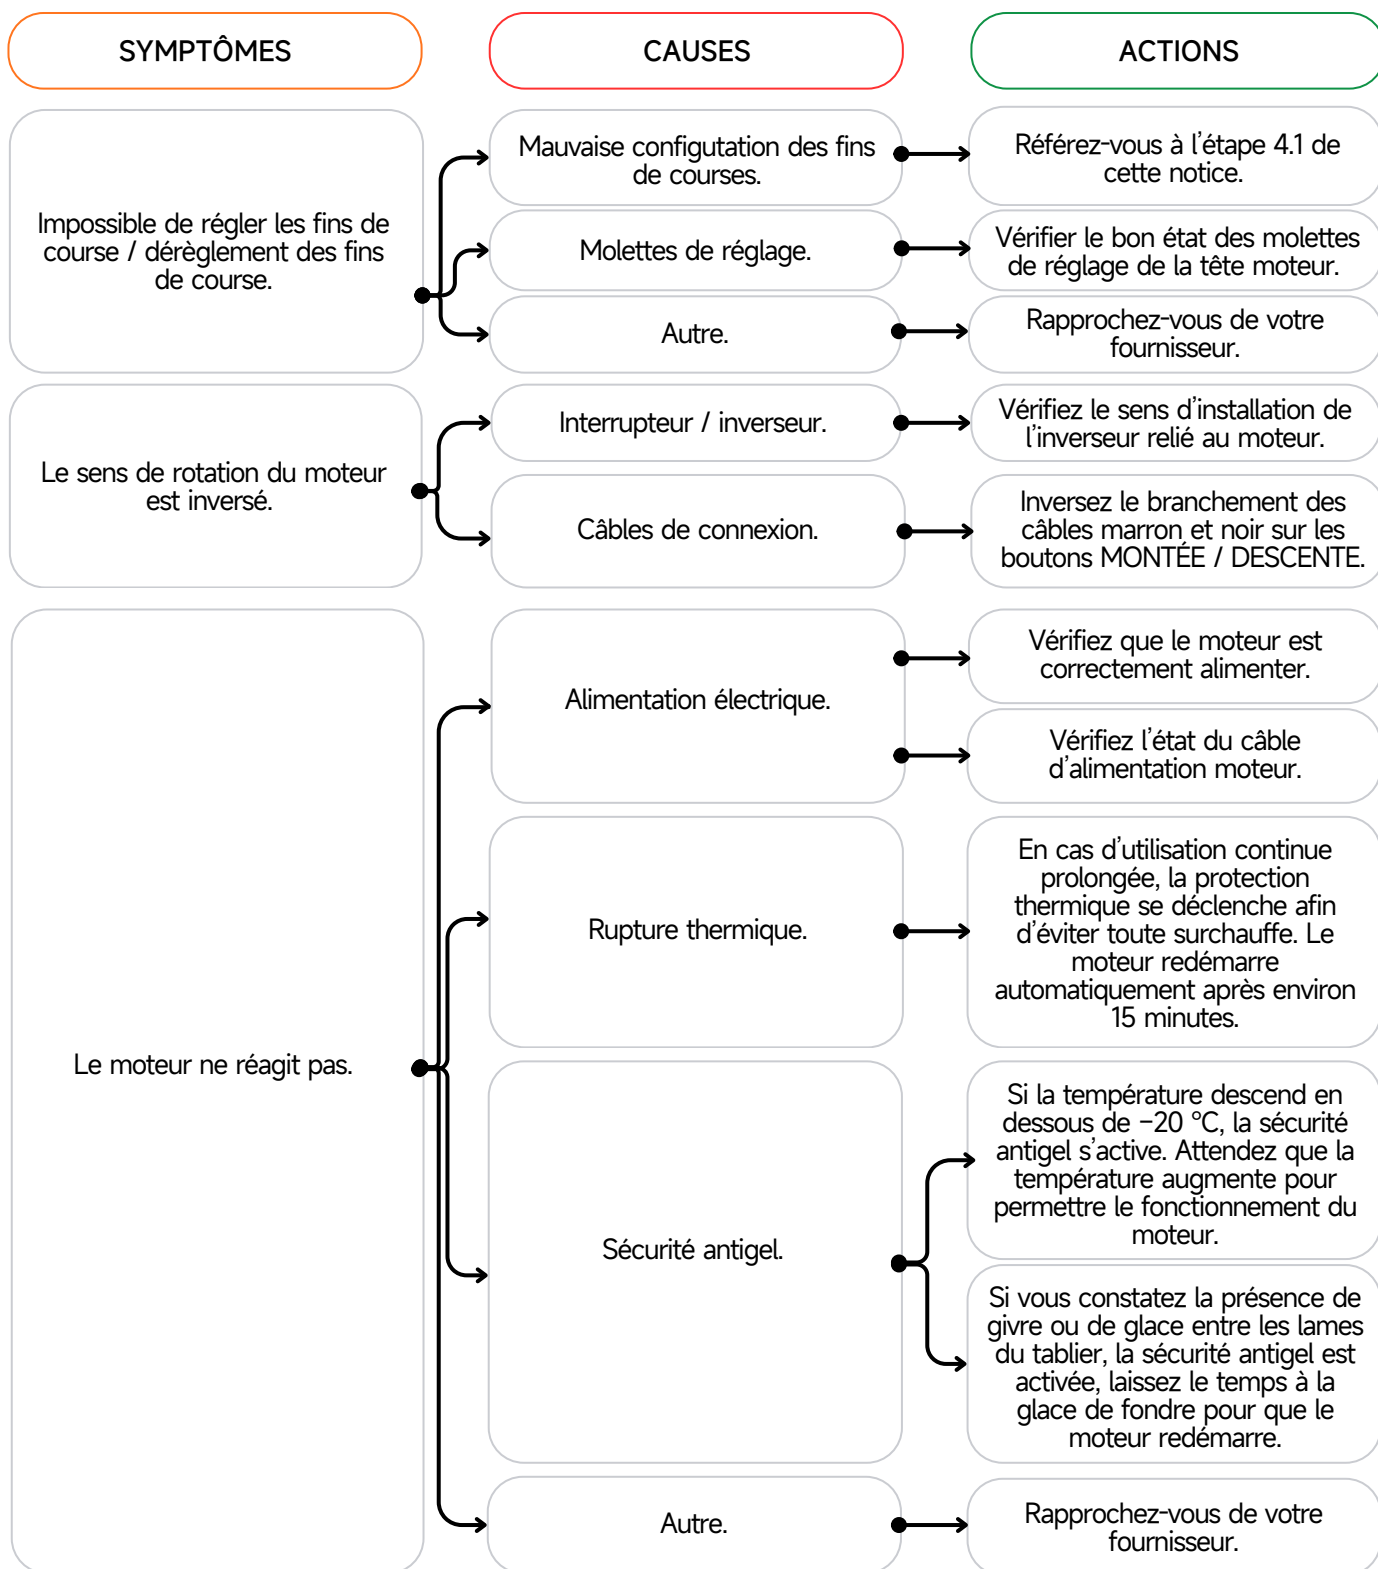 SYMPTÔMES
CAUSES
ACTIONS
Impossible de régler les fins de
course / dérèglement des fins
de course.
Mauvaise configutation des fins
de courses.
Référez-vous à l'étape 4.1 de
cette notice.
Molettes de réglage.
Vérifier le bon état des molettes
de réglage de la tête moteur.
Autre.
Rapprochez-vous de votre
fournisseur.
Le sens de rotation du moteur
est inversé.
Interrupteur / inverseur.
Vérifiez le sens d'installation de
l'inverseur relié au moteur.
Câbles de connexion.
Inversez le branchement des
câbles marron et noir sur les
boutons MONTÉE / DESCENTE.
Le moteur ne réagit pas.
Alimentation électrique.
Vérifiez que le moteur est
correctement alimenter.
Vérifiez l'état du câble
d'alimentation moteur.
Rupture thermique.
En cas d'utilisation continue
prolongée, la protection
thermique se déclenche afin
d'éviter toute surchauffe. Le
moteur redémarre
automatiquement après environ
15 minutes.
Sécurité antigel.
Si la température descend en
dessous de −20 °C, la sécurité
antigel s'active. Attendez que la
température augmente pour
permettre le fonctionnement du
moteur.
Si vous constatez la présence de
givre ou de glace entre les lames
du tablier, la sécurité antigel est
activée, laissez le temps à la
glace de fondre pour que le
moteur redémarre.
Autre.
Rapprochez-vous de votre
fournisseur.